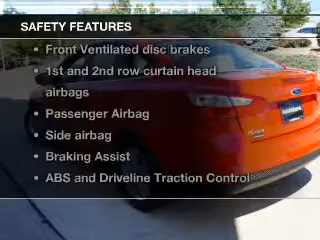 SAFETY FEATURES
• Front Ventilated disc brakes
• 1st and 2nd row curtain head
airbags
• Passenger Airbag
• Side airbag
• Braking Assist
• ABS and Driveline Traction Control
Ford